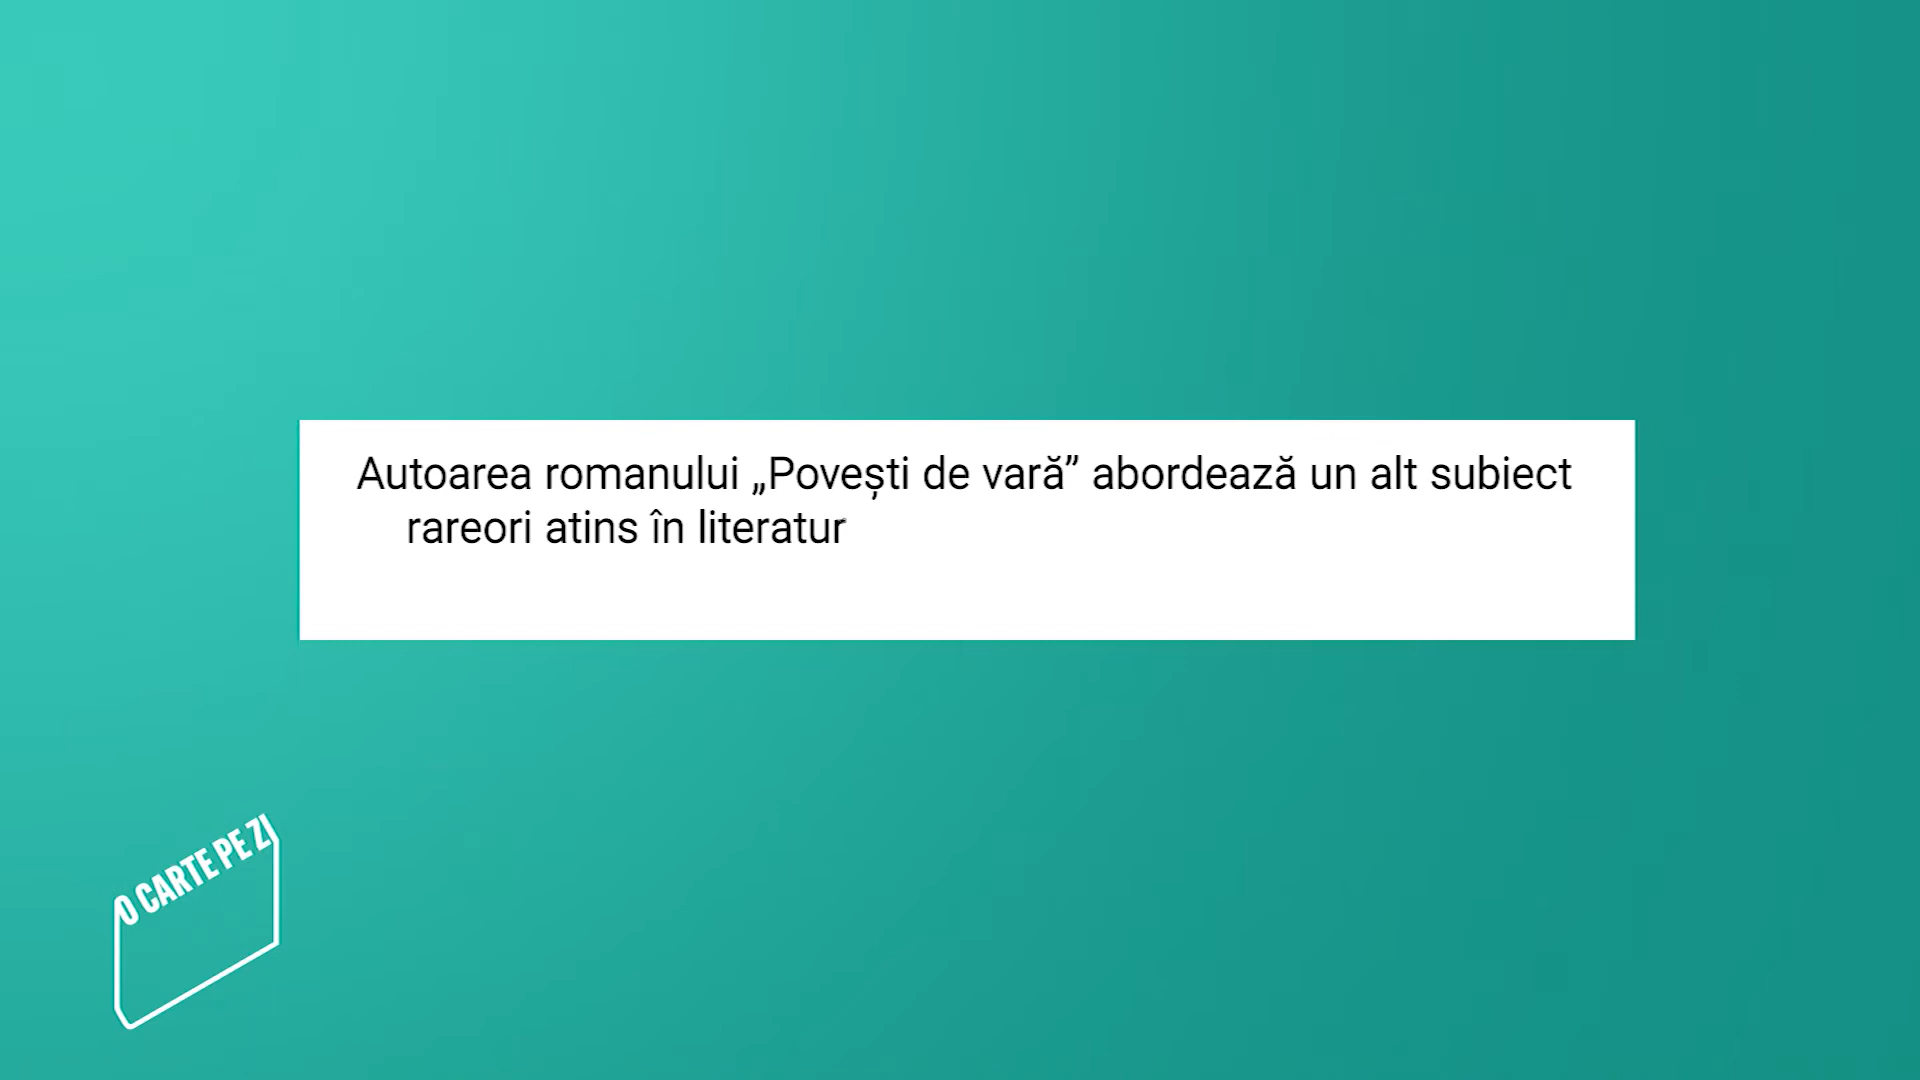 Autoarea romanului „Povești de vară” abordează un alt subiect
rareori atins în literatur
O CARTE PE ZI